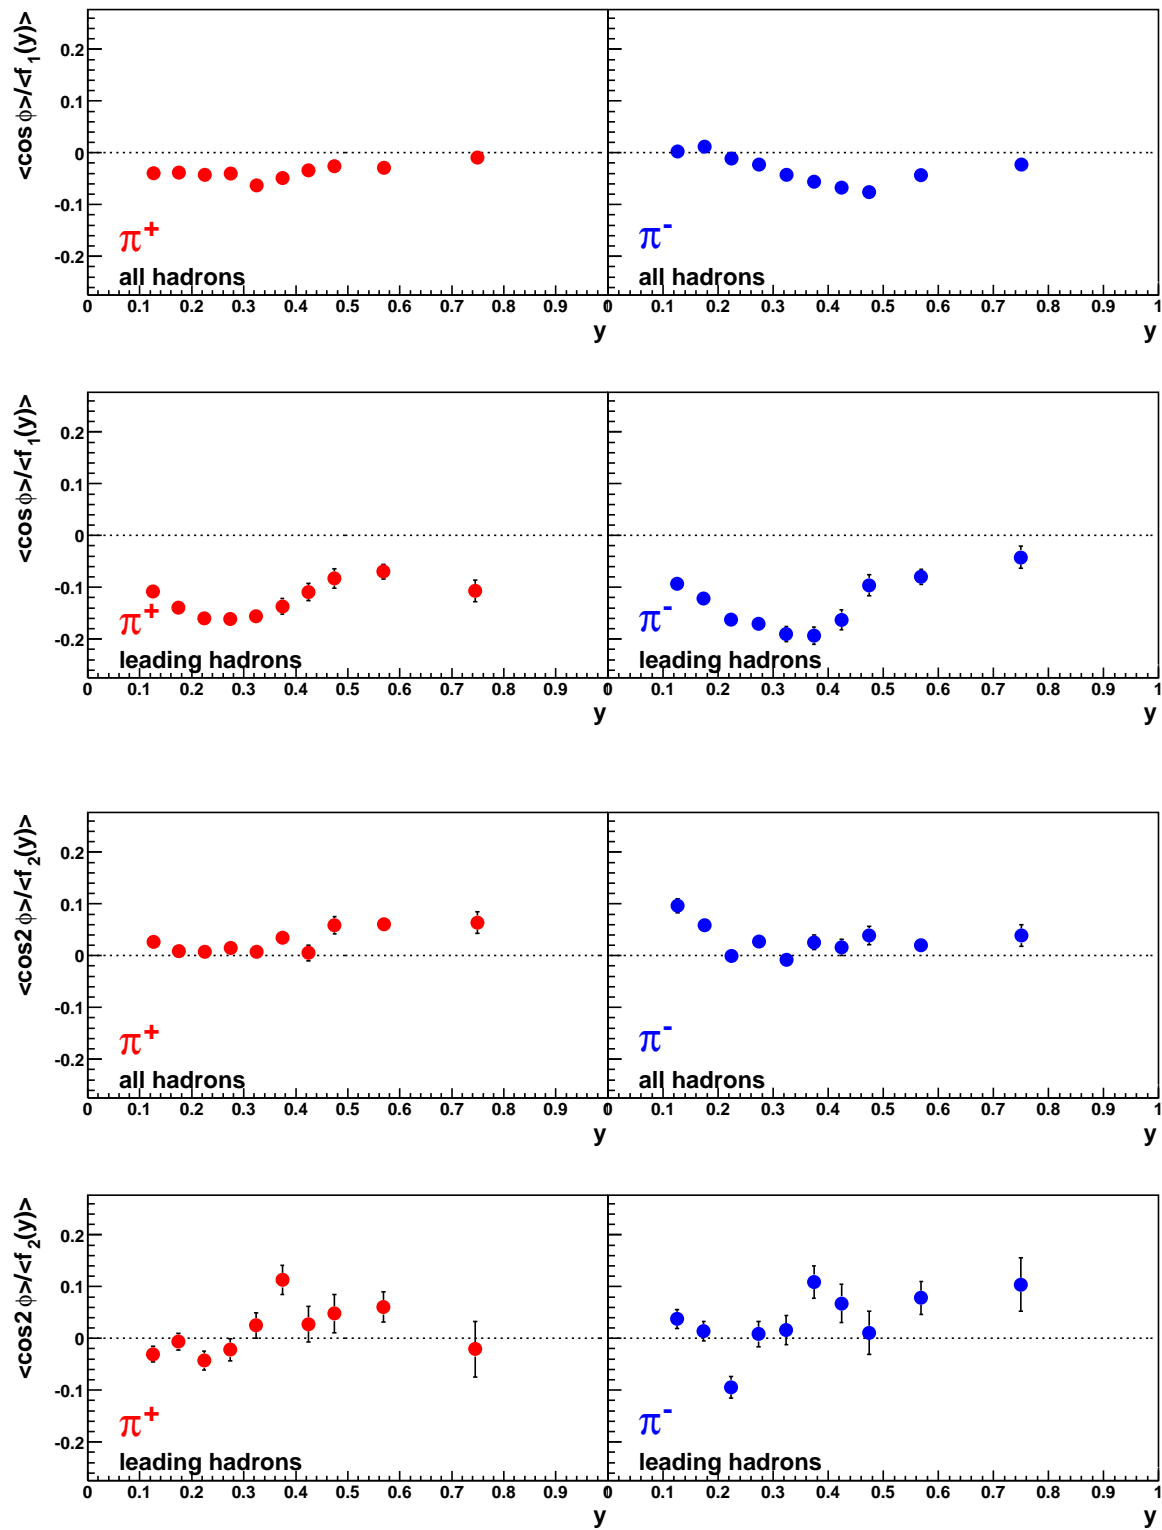 <cos ϕ>/<f₁(y)>
0.2
0.1
0
-0.1
-0.2
π⁺
all hadrons
π⁻
all hadrons
0 0.1 0.2 0.3 0.4 0.5 0.6 0.7 0.8 0.9
0 0.1 0.2 0.3 0.4 0.5 0.6 0.7 0.8 0.9 1
y
y
<cos ϕ>/<f₁(y)>
0.2
0.1
0
-0.1
-0.2
π⁺
leading hadrons
π⁻
leading hadrons
0 0.1 0.2 0.3 0.4 0.5 0.6 0.7 0.8 0.9
0 0.1 0.2 0.3 0.4 0.5 0.6 0.7 0.8 0.9 1
y
y
<cos2 ϕ>/<f₂(y)>
0.2
0.1
0
-0.1
-0.2
π⁺
all hadrons
π⁻
all hadrons
0 0.1 0.2 0.3 0.4 0.5 0.6 0.7 0.8 0.9
0 0.1 0.2 0.3 0.4 0.5 0.6 0.7 0.8 0.9 1
y
y
<cos2 ϕ>/<f₂(y)>
0.2
0.1
0
-0.1
-0.2
π⁺
leading hadrons
π⁻
leading hadrons
0 0.1 0.2 0.3 0.4 0.5 0.6 0.7 0.8 0.9
0 0.1 0.2 0.3 0.4 0.5 0.6 0.7 0.8 0.9 1
y
y